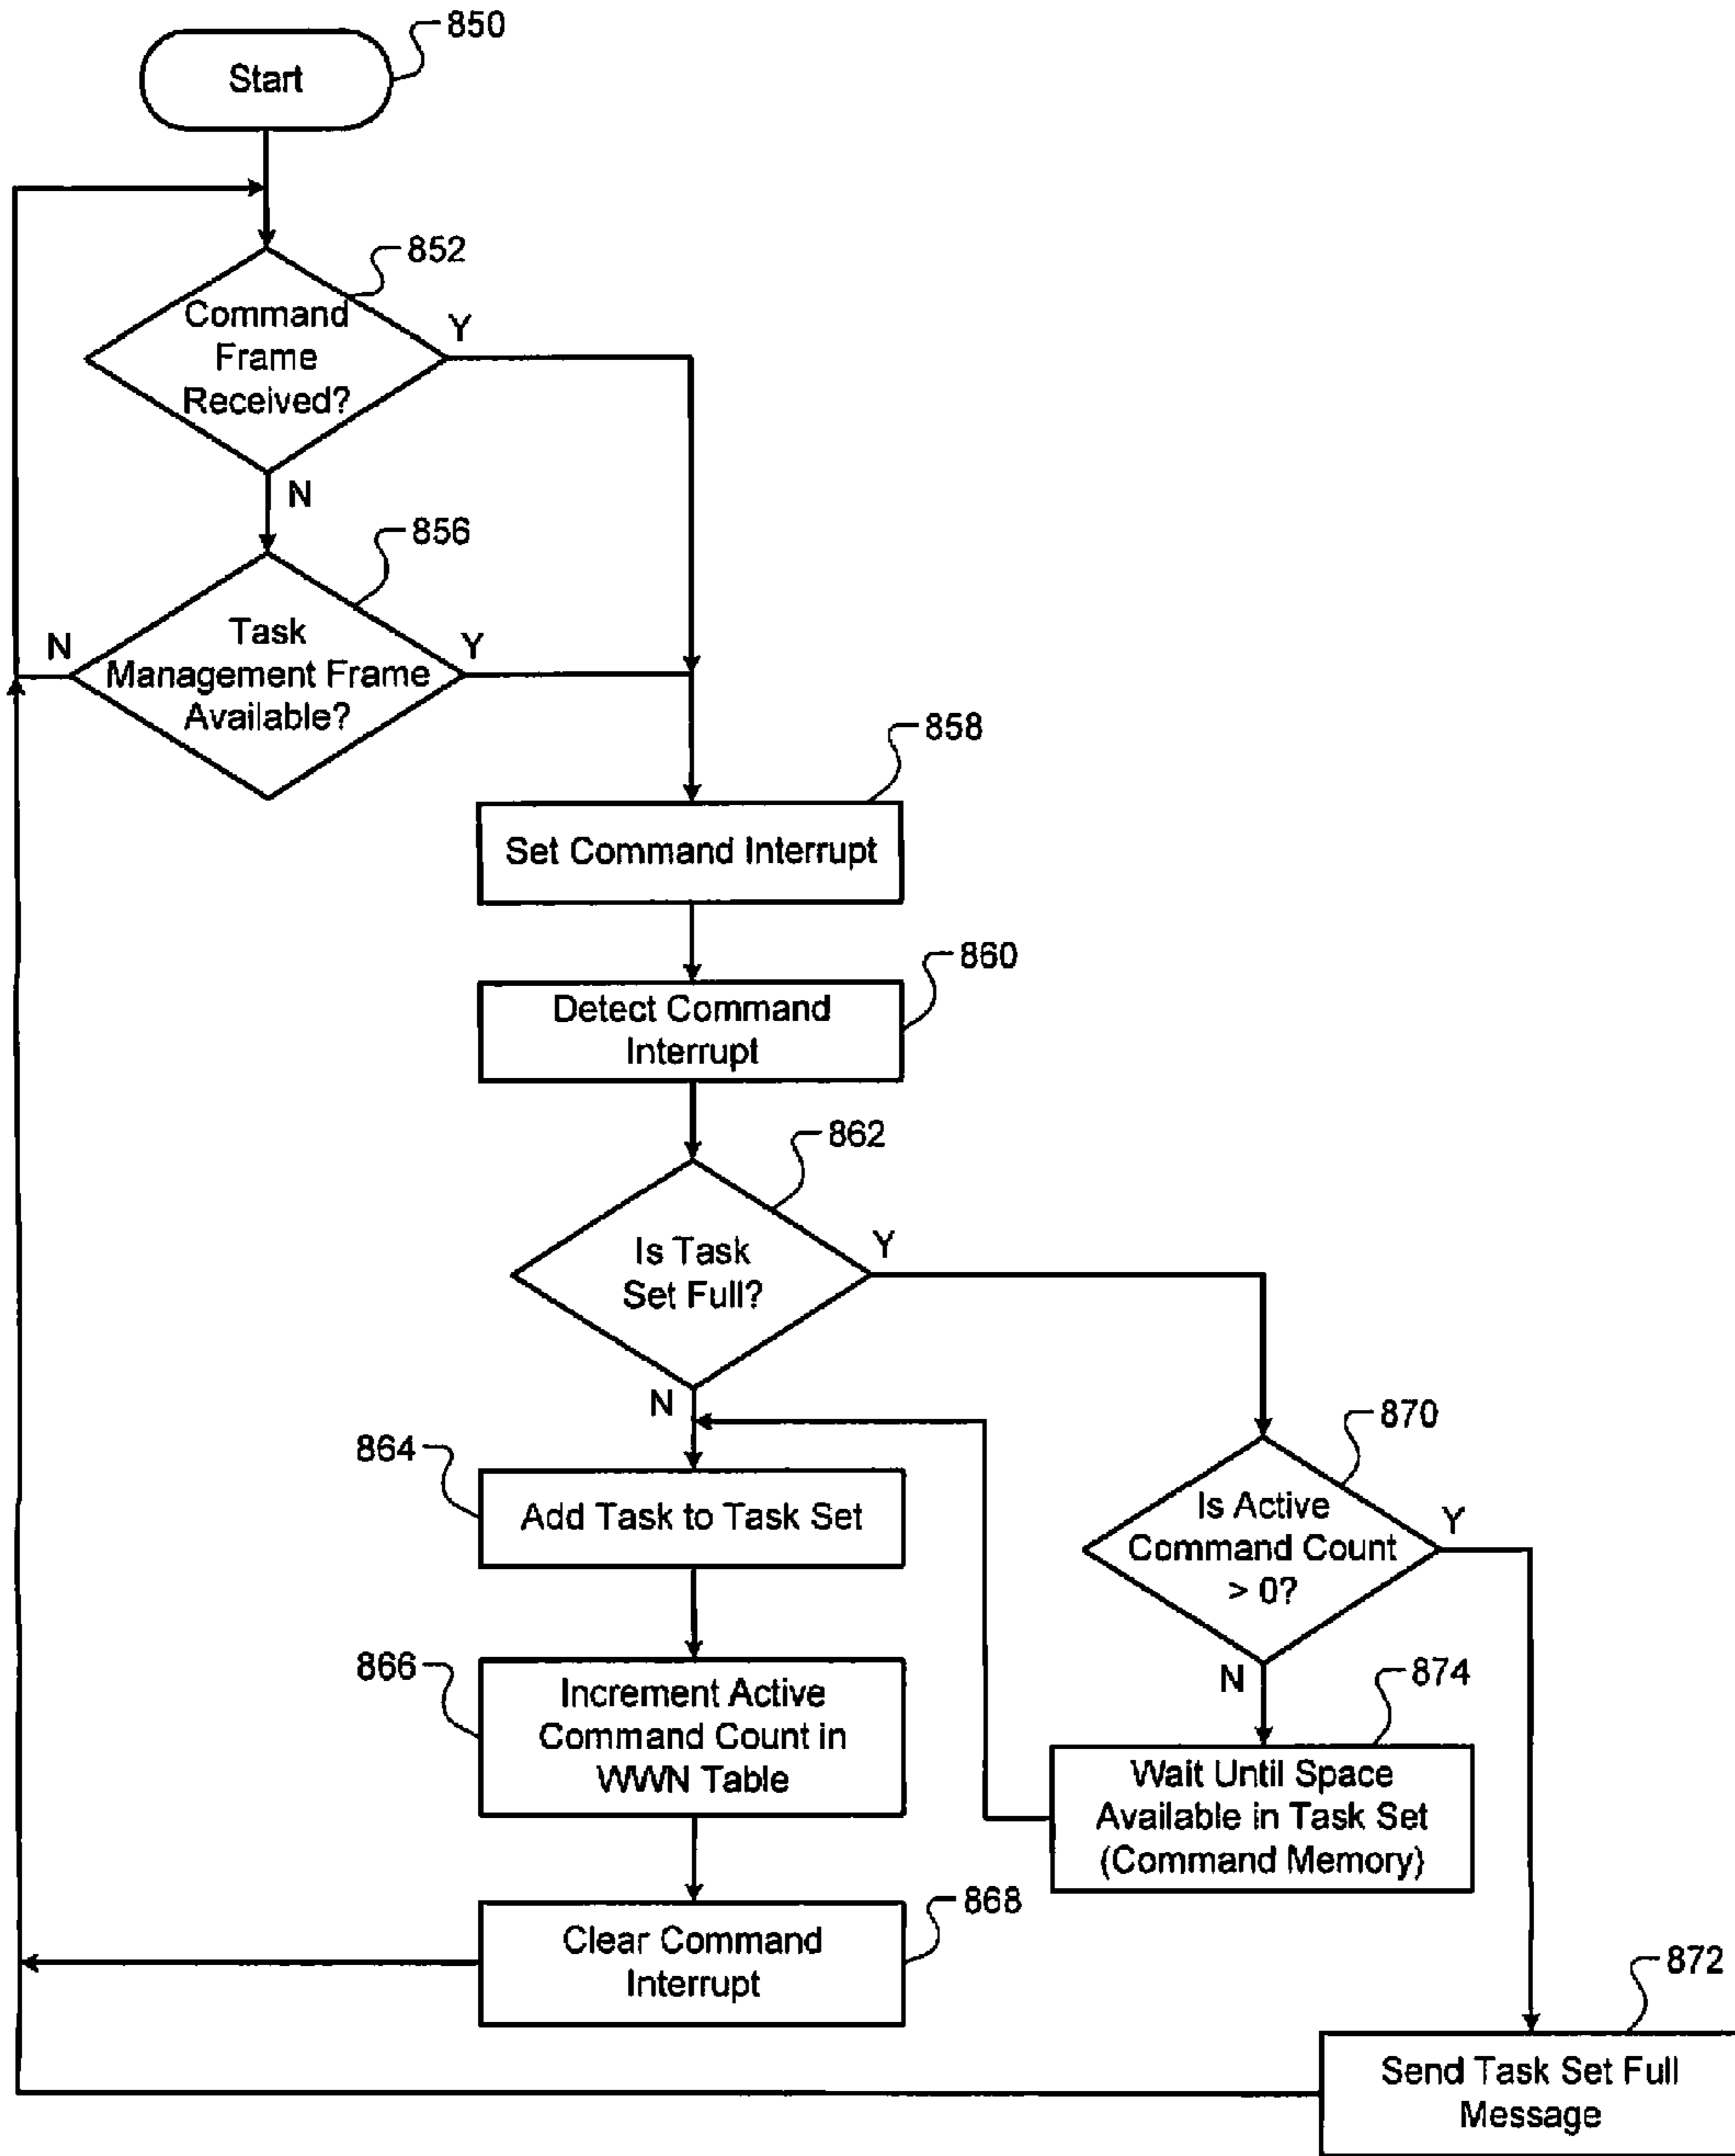 850
Start
852
Command
Frame
Received?
Y
N
856
Task
Management Frame
Available?
N
Y
858
Set Command Interrupt
860
Detect Command
Interrupt
862
Is Task
Set Full?
Y
N
864
Add Task to Task Set
870
Is Active
Command Count
> 0?
Y
N
866
Increment Active
Command Count in
WWN Table
874
Wait Until Space
Available in Task Set
(Command Memory)
868
Clear Command
Interrupt
872
Send Task Set Full
Message